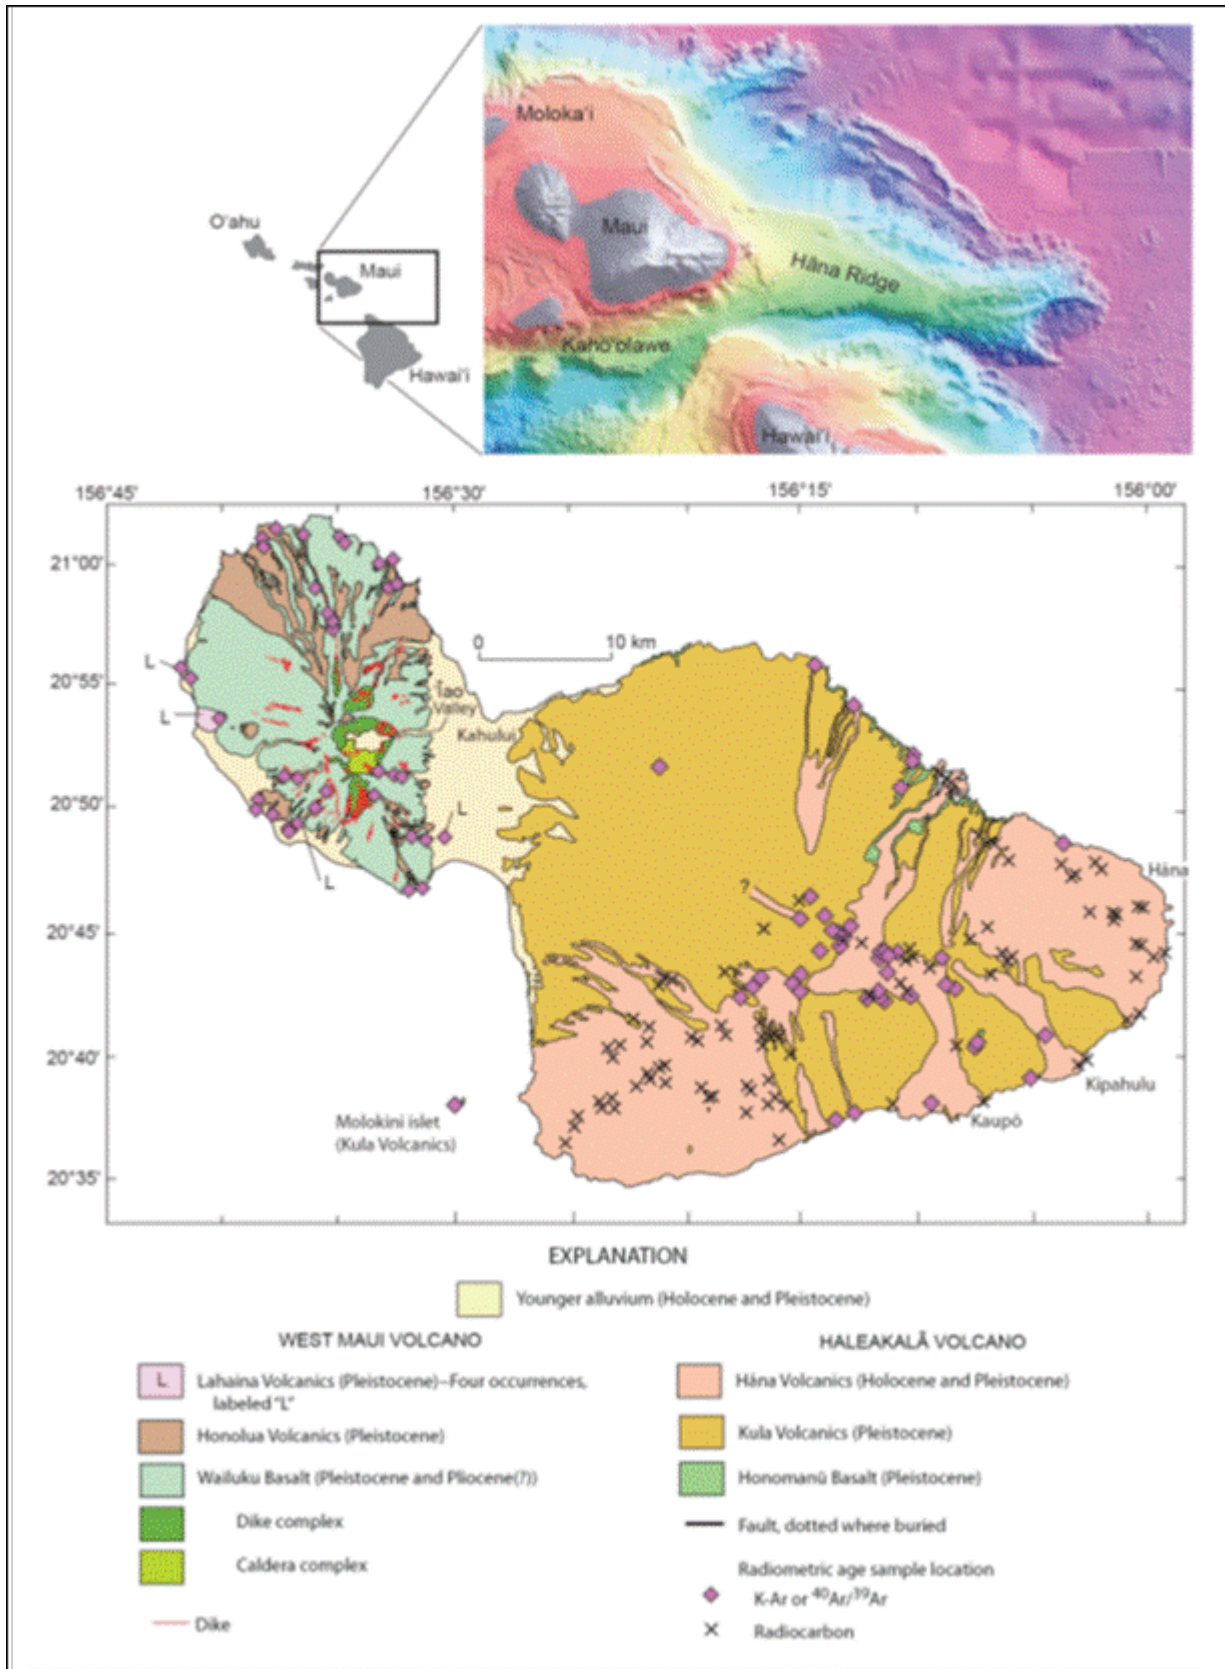 Moloka'i
O'ahu
Maui
Maui
Hāna Ridge
Kaho'olawe
Hawai'i
Hawai'i
156°45' 156°30' 156°15' 156°00'
21°00'
0 10 km
L
20°55'
Īao
Valley
L
Kahului
20°50'
L
Hāna
L
?
20°45'
20°40'
Kipahulu
Molokini islet
(Kula Volcanics)
Kaupō
20°35'
EXPLANATION
Younger alluvium (Holocene and Pleistocene)
WEST MAUI VOLCANO
L
Lahaina Volcanics (Pleistocene)–Four occurrences,
labeled "L"
Honolua Volcanics (Pleistocene)
Wailuku Basalt (Pleistocene and Pliocene(?))
Dike complex
Caldera complex
Dike
HALEAKALĀ VOLCANO
Hāna Volcanics (Holocene and Pleistocene)
Kula Volcanics (Pleistocene)
Honomanū Basalt (Pleistocene)
Fault, dotted where buried
Radiometric age sample location
K-Ar or 40Ar/39Ar
Radiocarbon